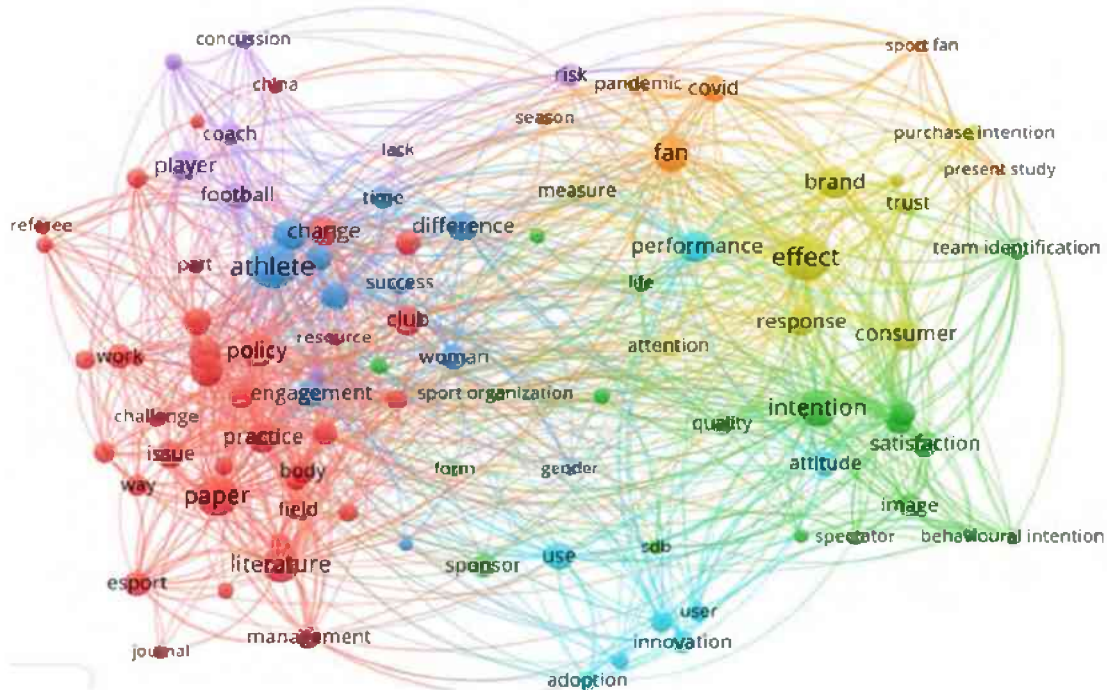 concussion
sport fan
risk
china
pandemic
covid
season
coach
purchase intention
lack
player
fan
present study
football
time
measure
brand
trust
referee
change
difference
performance
team identification
part
athlete
effect
success
life
club
response
resource
consumer
work
policy
woman
attention
engagement
sport organization
challenge
intention
practice
quality
issue
satisfaction
body
form
gender
attitude
way
paper
field
image
spectator
behavioural intention
literature
sponsor
use
sdb
esport
user
journal
management
innovation
adoption